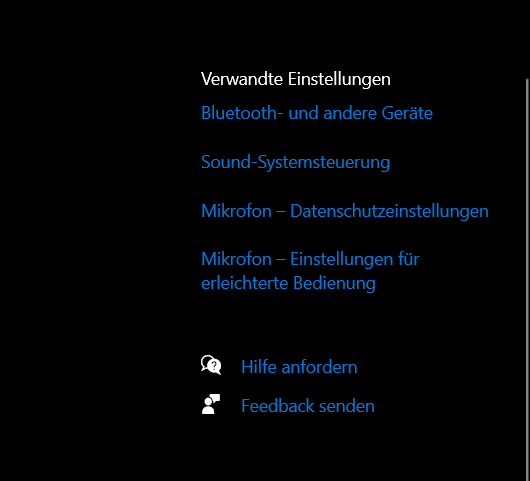 Verwandte Einstellungen
Bluetooth- und andere Geräte
Sound-Systemsteuerung
Mikrofon – Datenschutzeinstellungen
Mikrofon – Einstellungen für
erleichterte Bedienung
Hilfe anfordern
Feedback senden